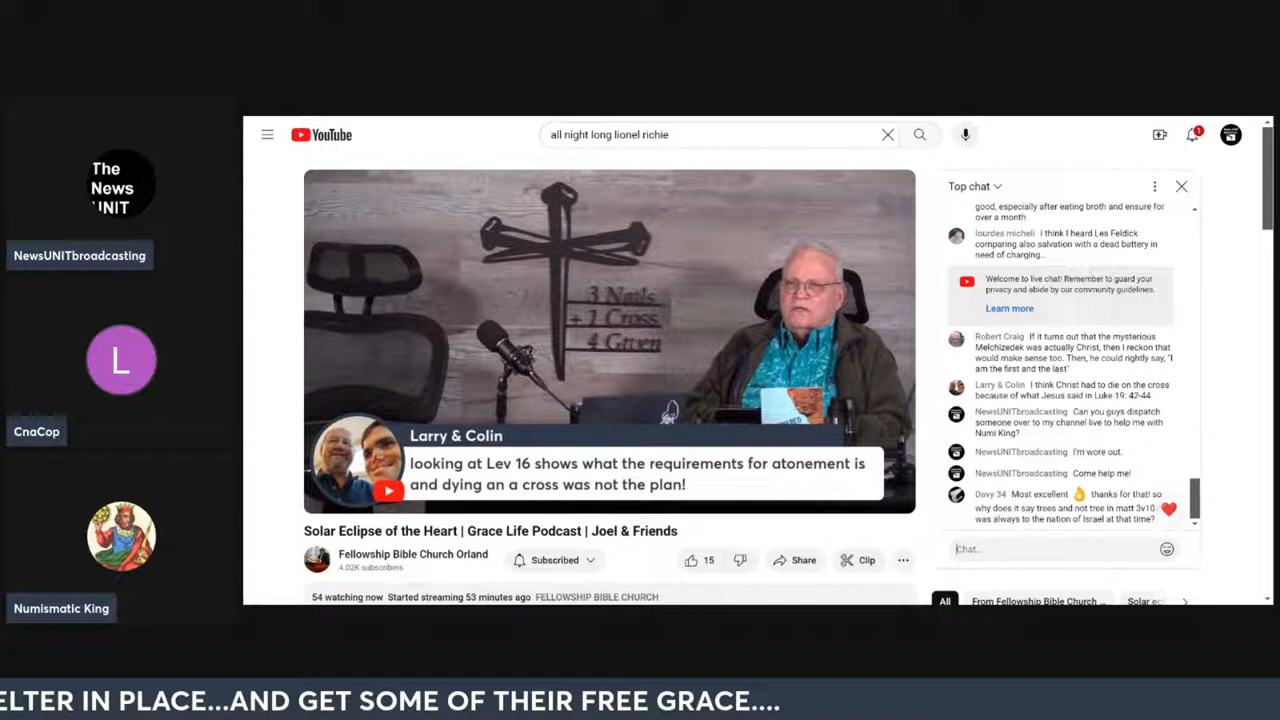 The
News
UNIT
NewsUNITbroadcasting
L
CnaCop
Numismatic King
YouTube
all night long lionel richie
1
3 Nails
+ 1 Cross
4 Given
Larry & Colin
looking at Lev 16 shows what the requirements for atonement is
and dying an a cross was not the plan!
Solar Eclipse of the Heart | Grace Life Podcast | Joel & Friends
Fellowship Bible Church Orland
4.02K subscribers
Subscribed
15
Share
Clip
54 watching now Started streaming 53 minutes ago FELLOWSHIP BIBLE CHURCH
Top chat
good, especially after eating broth and ensure for
over a month
lourdes micheli I think I heard Les Feldick
comparing also salvation with a dead battery in
need of charging...
Welcome to live chat! Remember to guard your
privacy and abide by our community guidelines.
Learn more
Robert Craig If it turns out that the mysterious
Melchizedek was actually Christ, then I reckon that
would make sense too. Then, he could rightly say, "I
am the first and the last"
Larry & Colin I think Christ had to die on the cross
because of what Jesus said in Luke 19: 42-44
NewsUNITbroadcasting Can you guys dispatch
someone over to my channel live to help me with
Numi King?
NewsUNITbroadcasting I'm wore out.
NewsUNITbroadcasting Come help me!
Davy 34 Most excellent 👌 thanks for that! so
why does it say trees and not tree in matt 3v10
was always to the nation of Israel at that time?
Chat...
All
From Fellowship Bible Church ...
Solar ec
ELTER IN PLACE...AND GET SOME OF THEIR FREE GRACE....